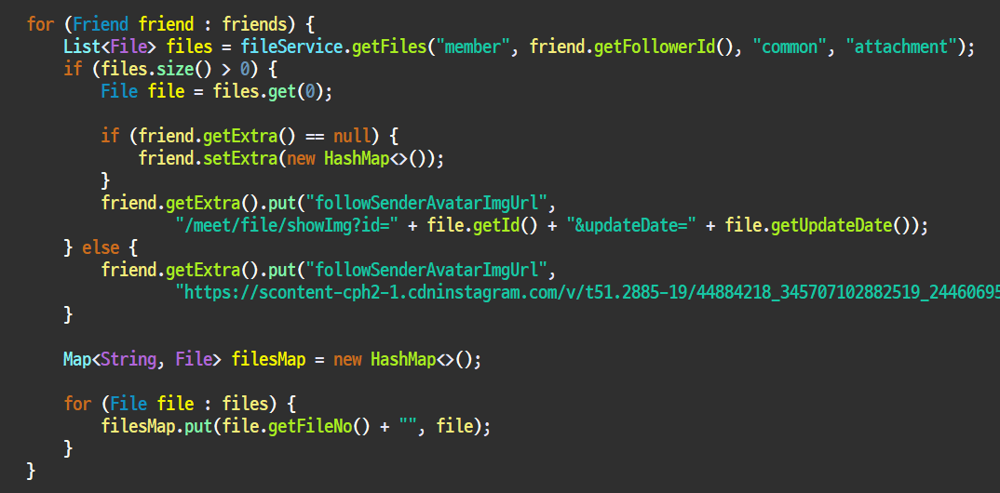 for (Friend friend : friends) {
List<File> files = fileService.getFiles("member", friend.getFollowerId(), "common", "attachment");
if (files.size() > 0) {
File file = files.get(0);
if (friend.getExtra() == null) {
friend.setExtra(new HashMap<>());
}
friend.getExtra().put("followSenderAvatarImgUrl",
"/meet/file/showImg?id=" + file.getId() + "&updateDate=" + file.getUpdateDate());
} else {
friend.getExtra().put("followSenderAvatarImgUrl",
"https://scontent-cph2-1.cdninstagram.com/v/t51.2885-19/44884218_345707102882519_24460695
}
Map<String, File> filesMap = new HashMap<>();
for (File file : files) {
filesMap.put(file.getFileNo() + "", file);
}
}